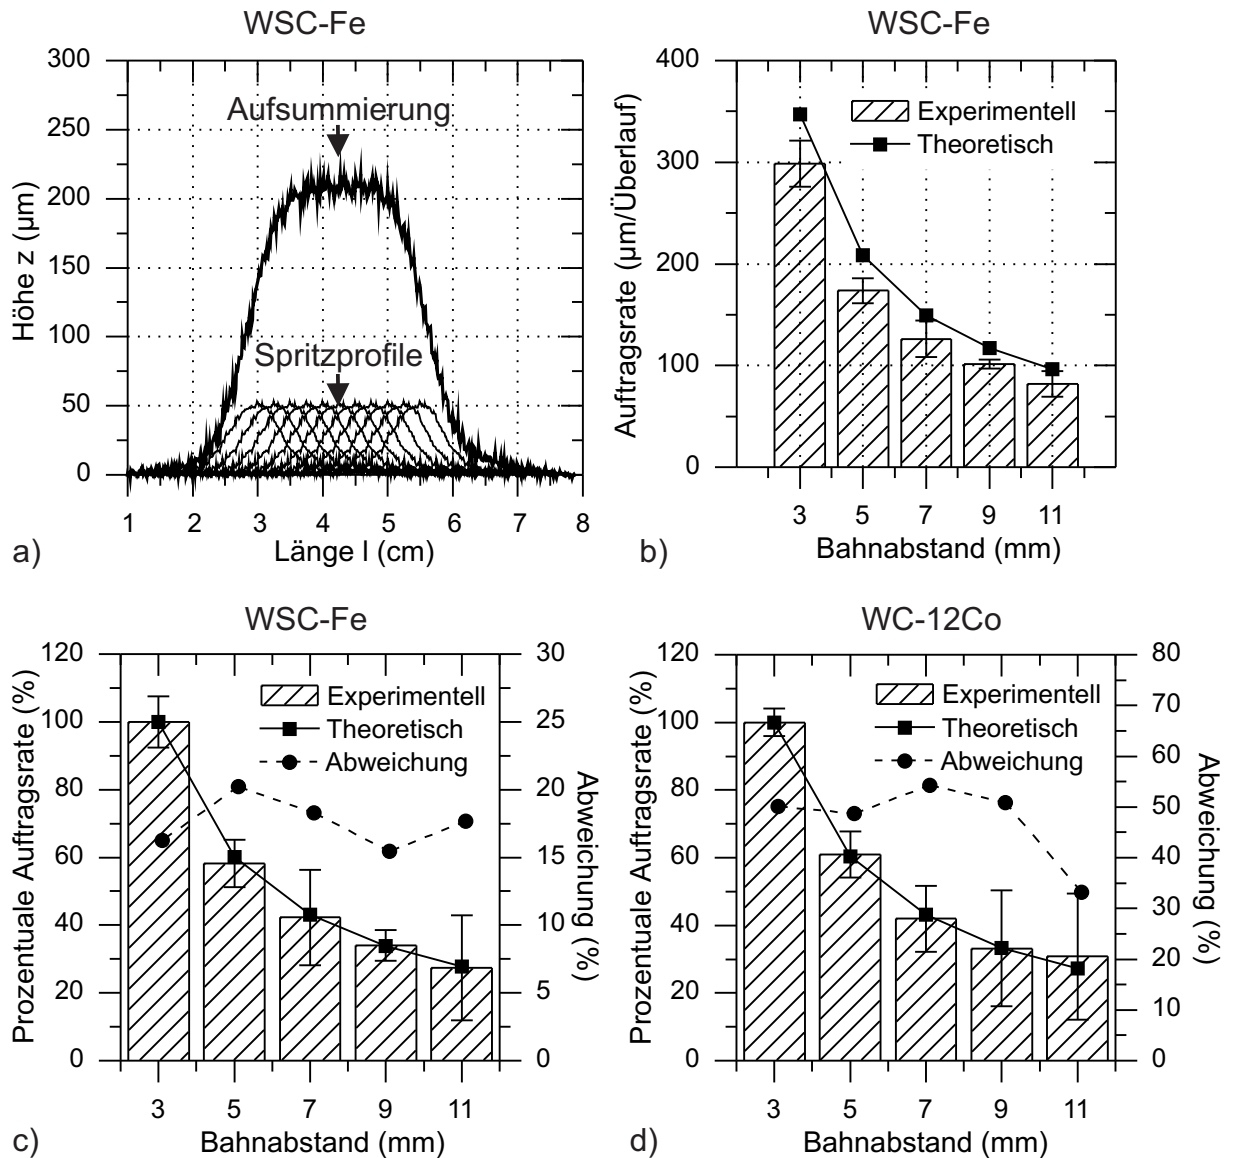 WSC-Fe
300
250
200
150
100
50
0
Höhe z (µm)
Aufsummierung
Spritzprofile
1 2 3 4 5 6 7 8
Länge l (cm)
a)
WSC-Fe
400
300
200
100
0
Auftragsrate (µm/Überlauf)
Experimentell
Theoretisch
3 5 7 9 11
Bahnabstand (mm)
b)
WSC-Fe
120
100
80
60
40
20
0
Prozentuale Auftragsrate (%)
Experimentell
Theoretisch
Abweichung
30
25
20
15
10
5
0
Abweichung (%)
3 5 7 9 11
Bahnabstand (mm)
c)
WC-12Co
120
100
80
60
40
20
0
Prozentuale Auftragsrate (%)
Experimentell
Theoretisch
Abweichung
80
70
60
50
40
30
20
10
0
Abweichung (%)
3 5 7 9 11
Bahnabstand (mm)
d)